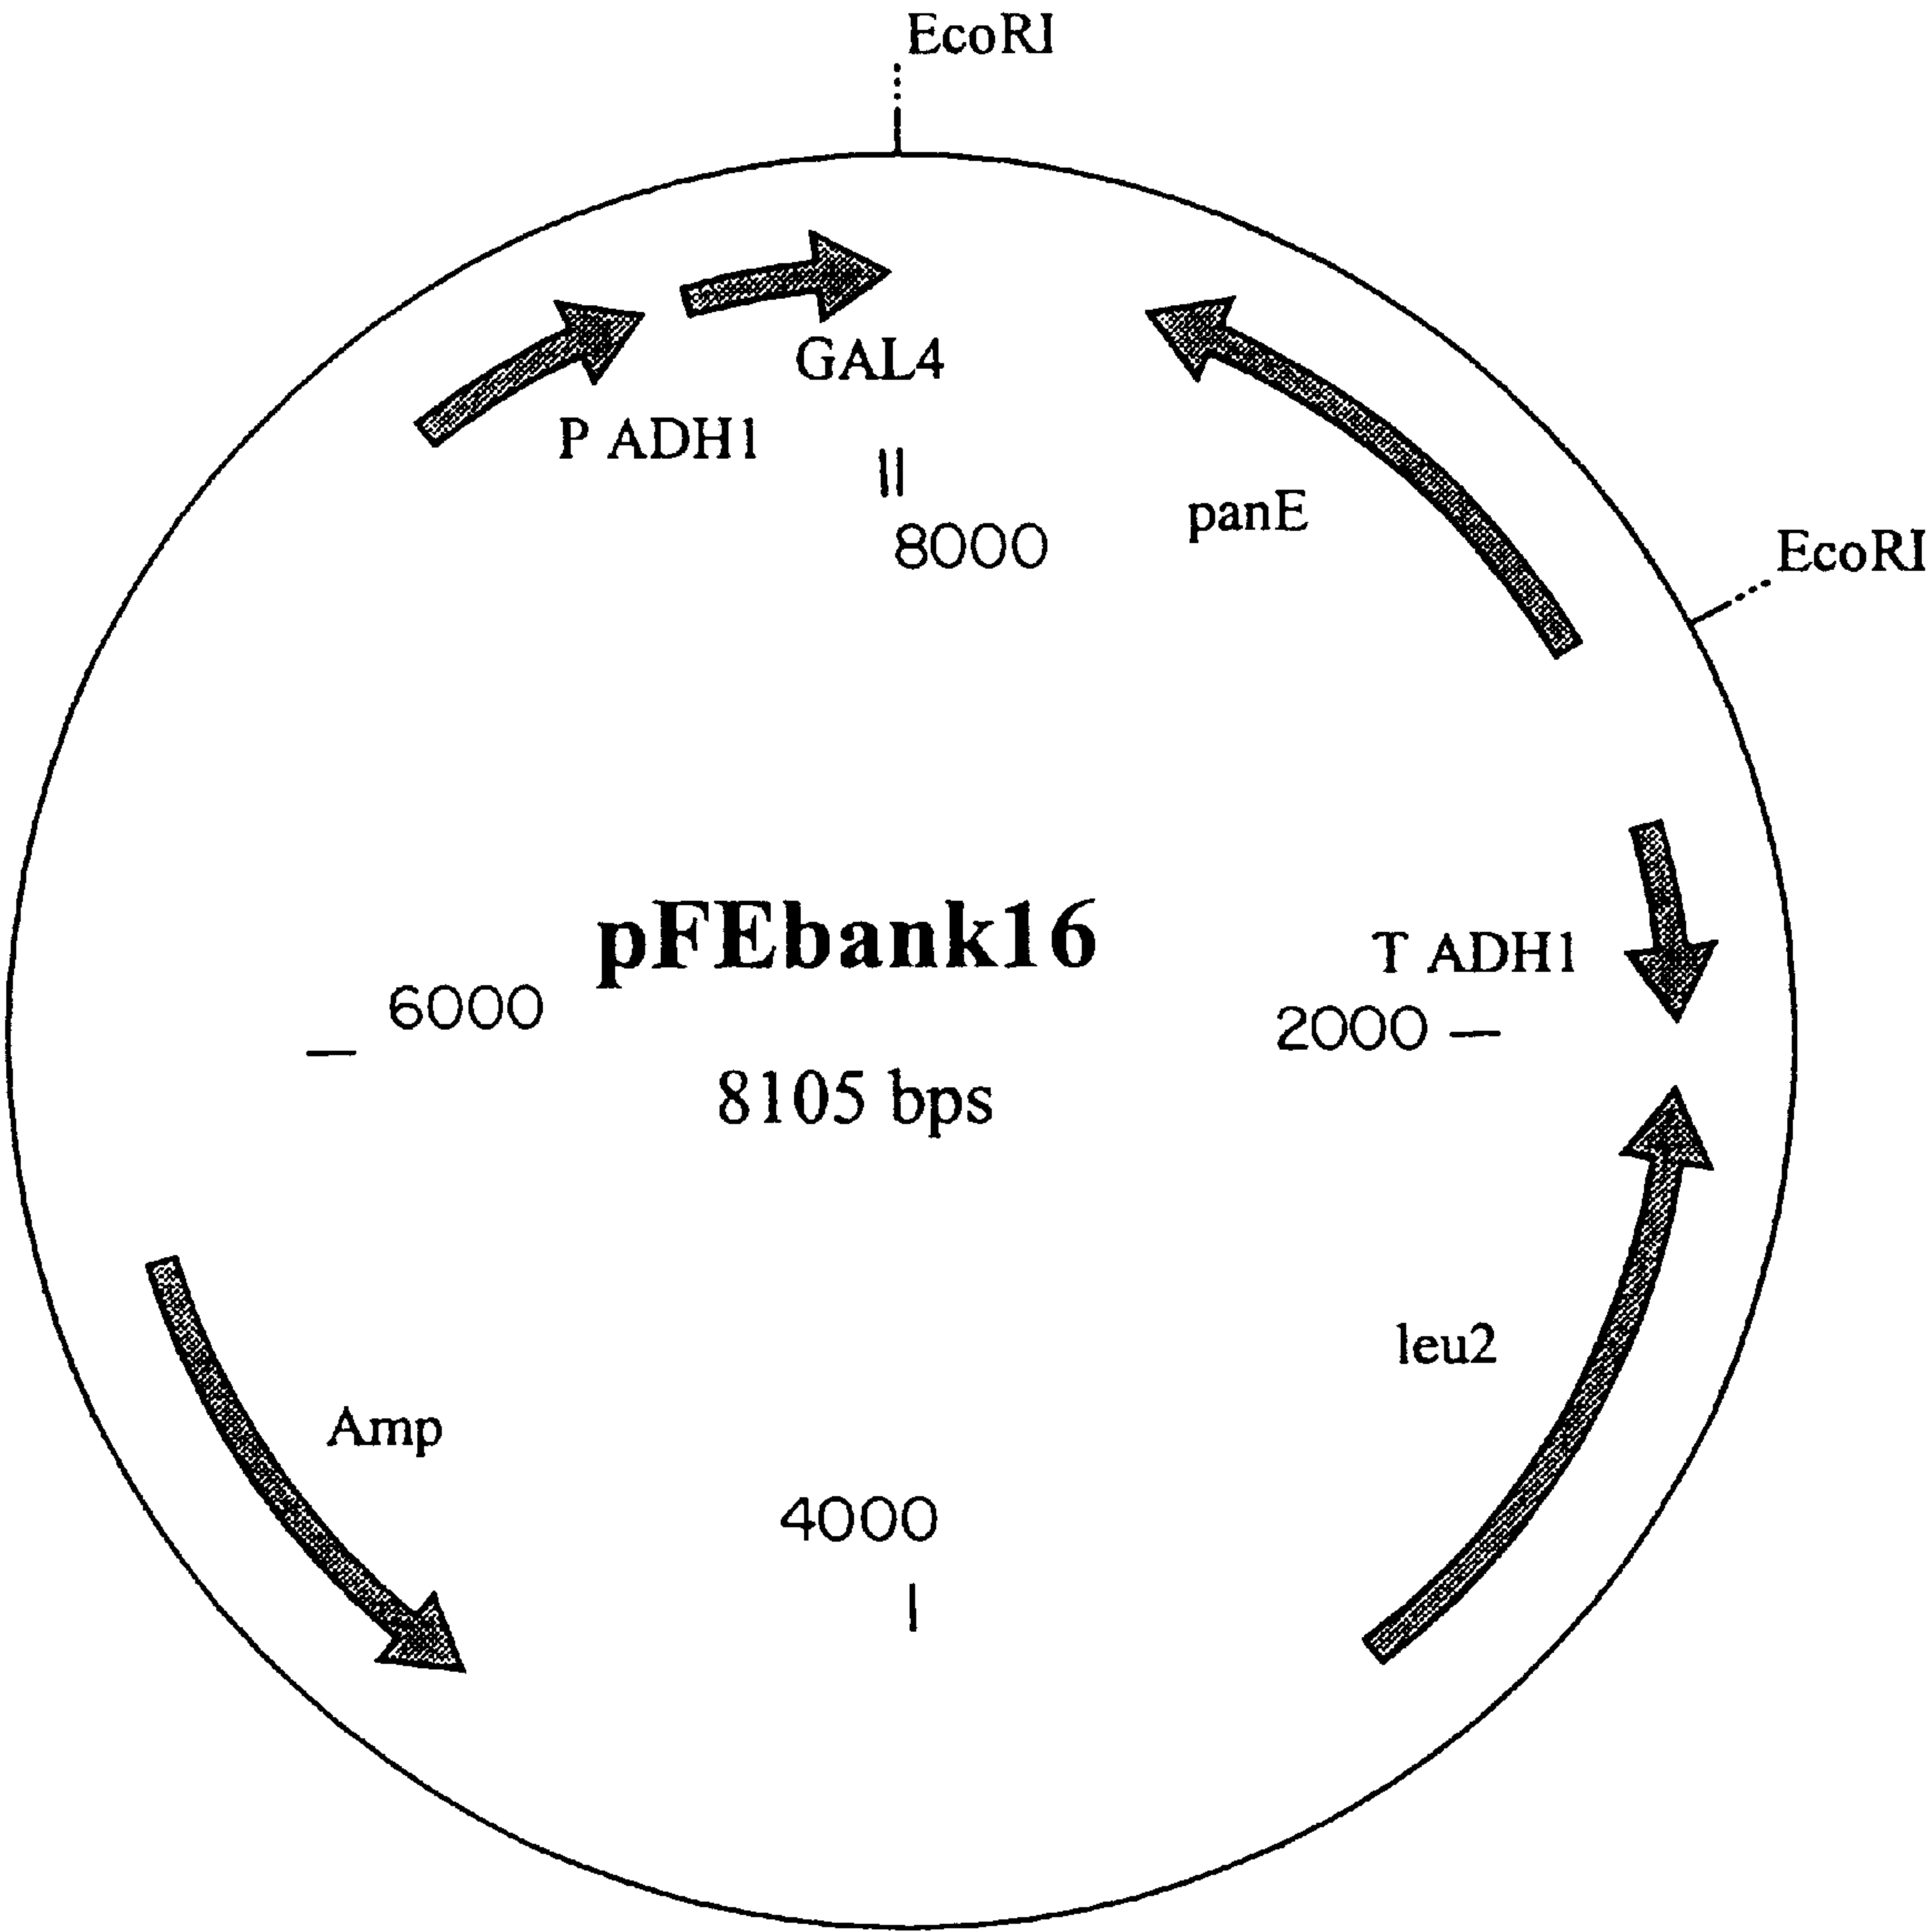 EcoRI
GAL4
P ADH1
8000
panE
EcoRI
pFEbank16
8105 bps
6000
T ADH1
2000
leu2
Amp
4000